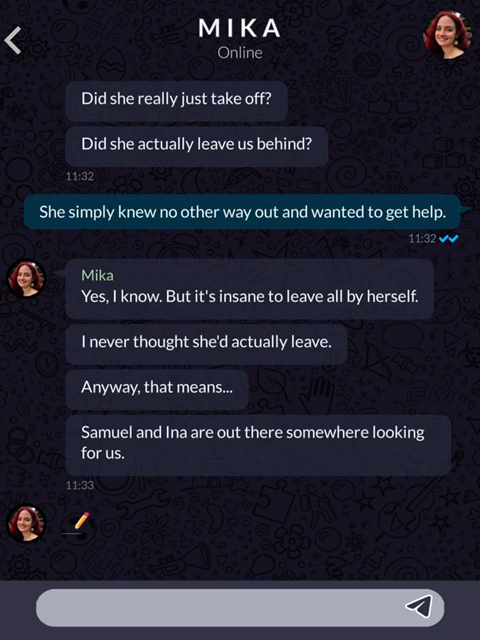 MIKA
Online
Did she really just take off?
Did she actually leave us behind?
11:32
She simply knew no other way out and wanted to get help.
11:32
Mika
Yes, I know. But it's insane to leave all by herself.
I never thought she'd actually leave.
Anyway, that means...
Samuel and Ina are out there somewhere looking
for us.
11:33